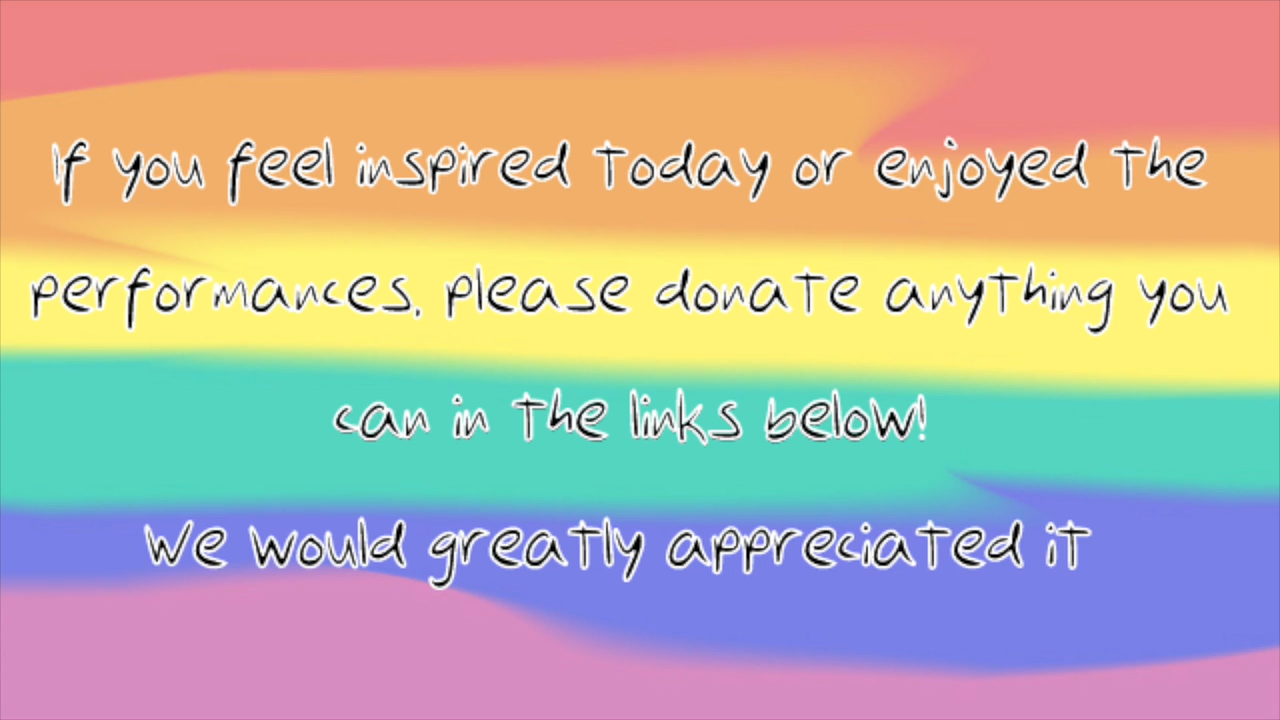 If you feel inspired today or enjoyed the
performances, please donate anything you
can in the links below!
We would greatly appreciated it